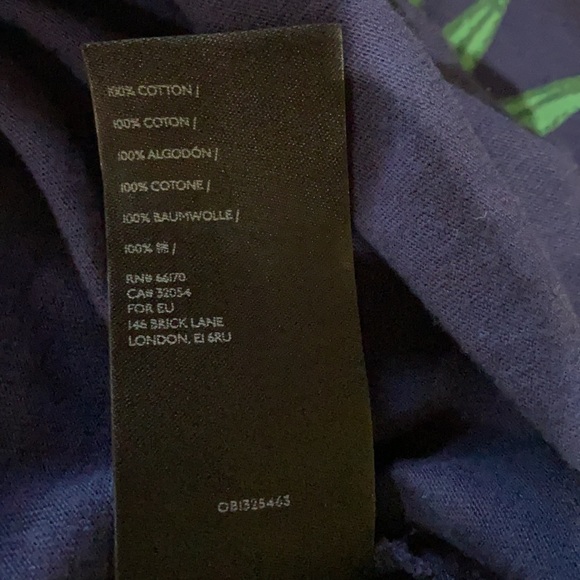 100% COTTON /
100% COTON /
100% ALGODÓN /
100% COTONE /
100% BAUMWOLLE /
100% 綿 /
RN# 66170
CA# 32054
FOR EU
146 BRICK LANE
LONDON, E1 6RU
OB1325463